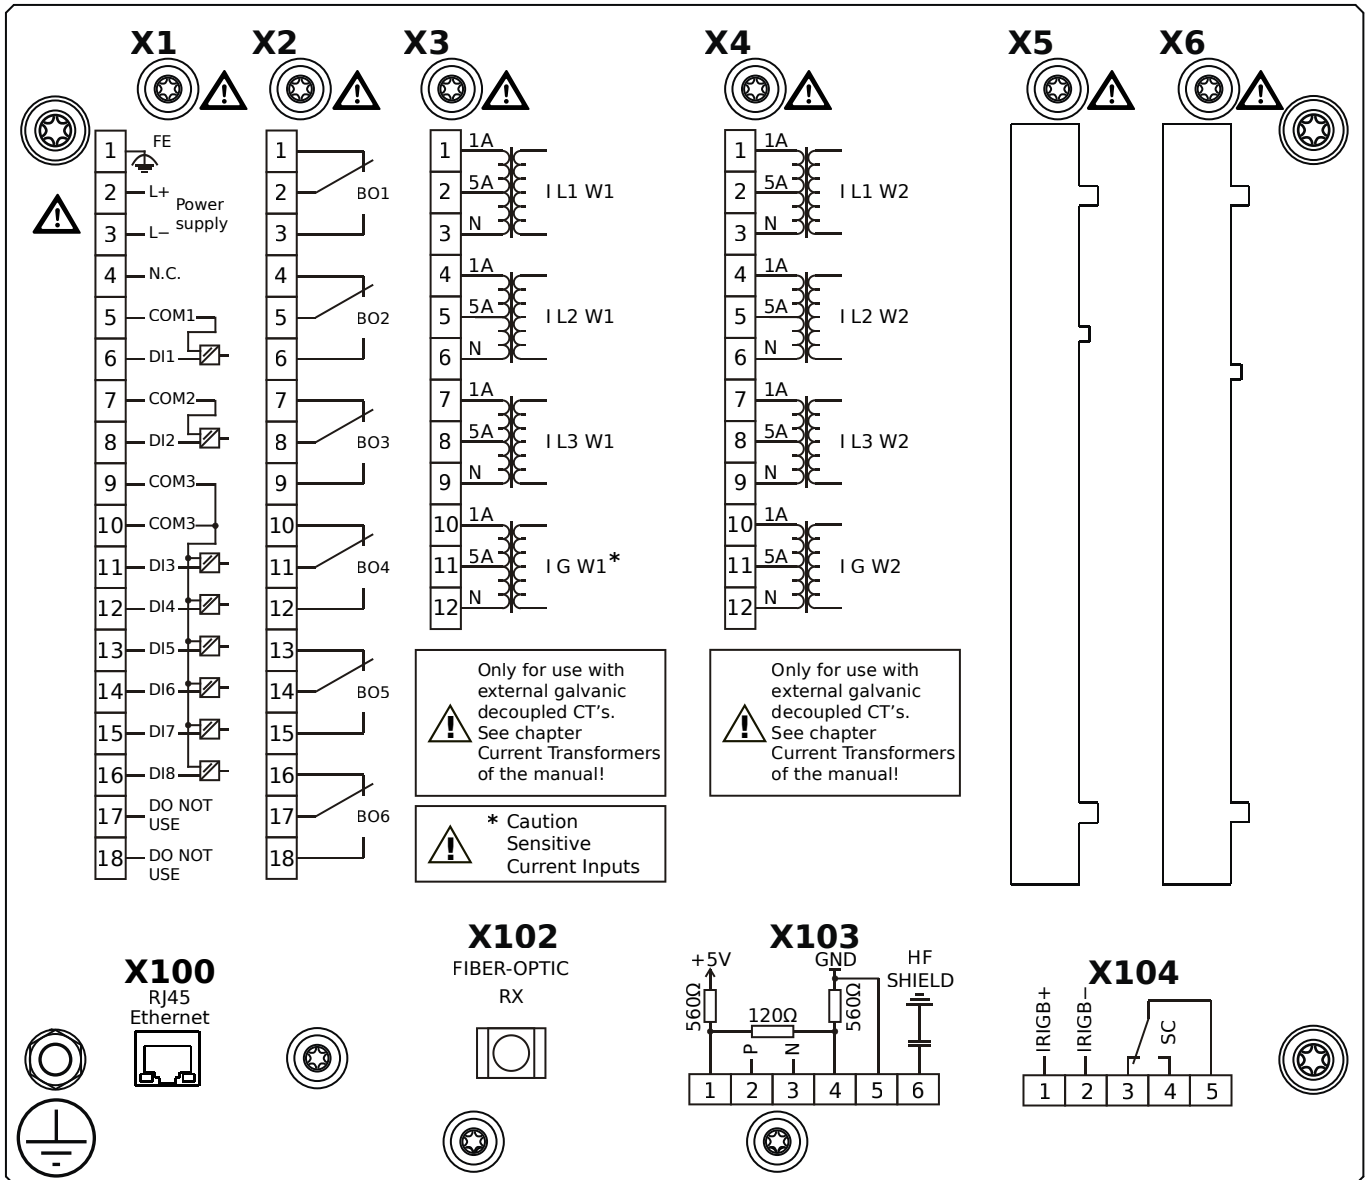 X1 X2 X3 X4 X5 X6
1 FE
2 L+
Power
supply
3 L−
4 N.C.
5 COM1
6 DI1
7 COM2
8 DI2
9 COM3
10 COM3
11 DI3
12 DI4
13 DI5
14 DI6
15 DI7
16 DI8
17 DO NOT
USE
18 DO NOT
USE
1
2 BO1
3
4
5 BO2
6
7
8 BO3
9
10
11 BO4
12
13
14 BO5
15
16
17 BO6
18
1 1A
2 5A I L1 W1
3 N
4 1A
5 5A I L2 W1
6 N
7 1A
8 5A I L3 W1
9 N
10 1A
11 5A I G W1*
12 N
Only for use with
external galvanic
decoupled CT's.
See chapter
Current Transformers
of the manual!
* Caution
Sensitive
Current Inputs
1 1A
2 5A I L1 W2
3 N
4 1A
5 5A I L2 W2
6 N
7 1A
8 5A I L3 W2
9 N
10 1A
11 5A I G W2
12 N
Only for use with
external galvanic
decoupled CT's.
See chapter
Current Transformers
of the manual!
X100
RJ45
Ethernet
X102
FIBER-OPTIC
RX
X103
+5V GND HF
SHIELD
560Ω 120Ω 560Ω
P N
1 2 3 4 5 6
X104
IRIGB+ IRIGB− SC
1 2 3 4 5